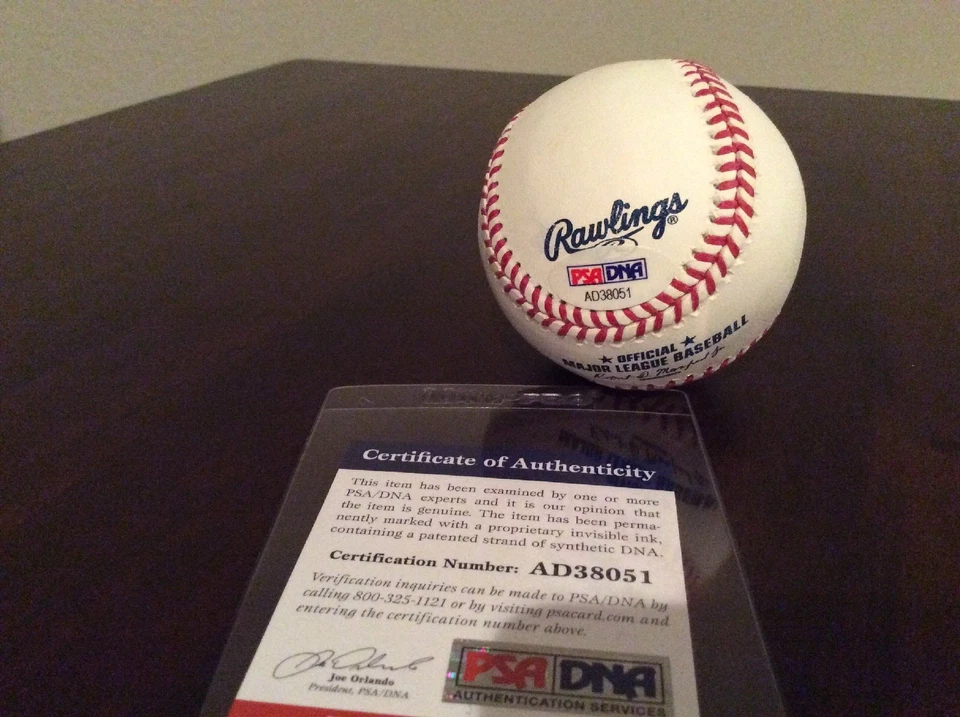 Rawlings®
PSA DNA
AD38051
★ OFFICIAL ★
MAJOR LEAGUE BASEBALL
Certificate of Authenticity
This item has been examined by one or more
PSA/DNA experts and it is our opinion that
the item is genuine. The item has been perma-
nently marked with a proprietary invisible ink,
containing a patented strand of synthetic DNA.
Certification Number: AD38051
Verification inquiries can be made to PSA/DNA by
calling 800-325-1121 or by visiting psacard.com and
entering the certification number above.
Joe Orlando
President, PSA/DNA
PSA DNA
AUTHENTICATION SERVICES